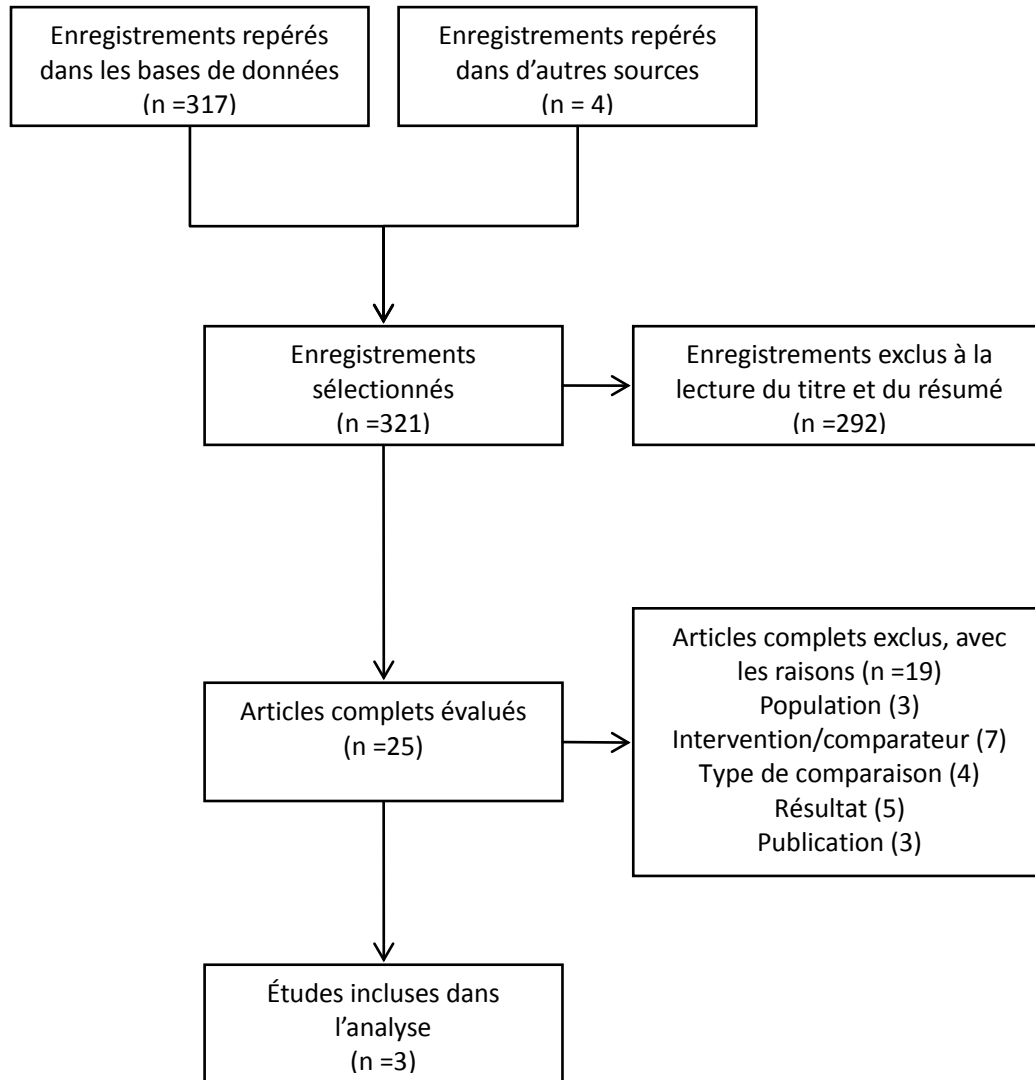 Enregistrements repérés
dans les bases de données
(n =317)
Enregistrements repérés
dans d’autres sources
(n = 4)
Enregistrements
sélectionnés
(n =321)
Enregistrements exclus à la
lecture du titre et du résumé
(n =292)
Articles complets évalués
(n =25)
Articles complets exclus, avec
les raisons (n =19)
Population (3)
Intervention/comparateur (7)
Type de comparaison (4)
Résultat (5)
Publication (3)
Études incluses dans
l’analyse
(n =3)